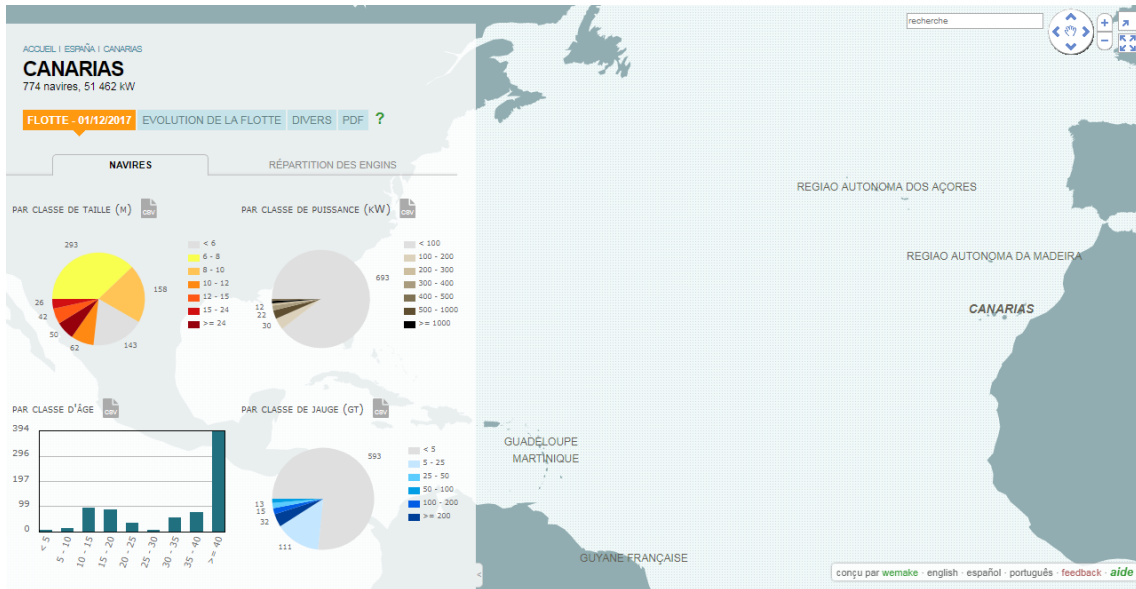 recherche
ACCUEIL | ESPAÑA | CANARIAS
CANARIAS
774 navires, 51 462 kW
FLOTTE - 01/12/2017 EVOLUTION DE LA FLOTTE DIVERS PDF ?
NAVIRES RÉPARTITION DES ENGINS
PAR CLASSE DE TAILLE (M) CSV
293
158
143
62
50
42
26
< 6
6 - 8
8 - 10
10 - 12
12 - 15
15 - 24
>= 24
PAR CLASSE DE PUISSANCE (KW) CSV
693
30
22
12
< 100
100 - 200
200 - 300
300 - 400
400 - 500
500 - 1000
>= 1000
PAR CLASSE D'ÂGE CSV
394
296
197
99
0
< 5
5 - 10
10 - 15
15 - 20
20 - 25
25 - 30
30 - 35
35 - 40
>= 40
PAR CLASSE DE JAUGE (GT) CSV
593
111
32
15
13
< 5
5 - 25
25 - 50
50 - 100
100 - 200
>= 200
REGIAO AUTONOMA DOS AÇORES
REGIAO AUTONOMA DA MADEIRA
CANARIAS
GUADELOUPE
MARTINIQUE
GUYANE FRANÇAISE
conçu par wemake · english · español · português · feedback · aide